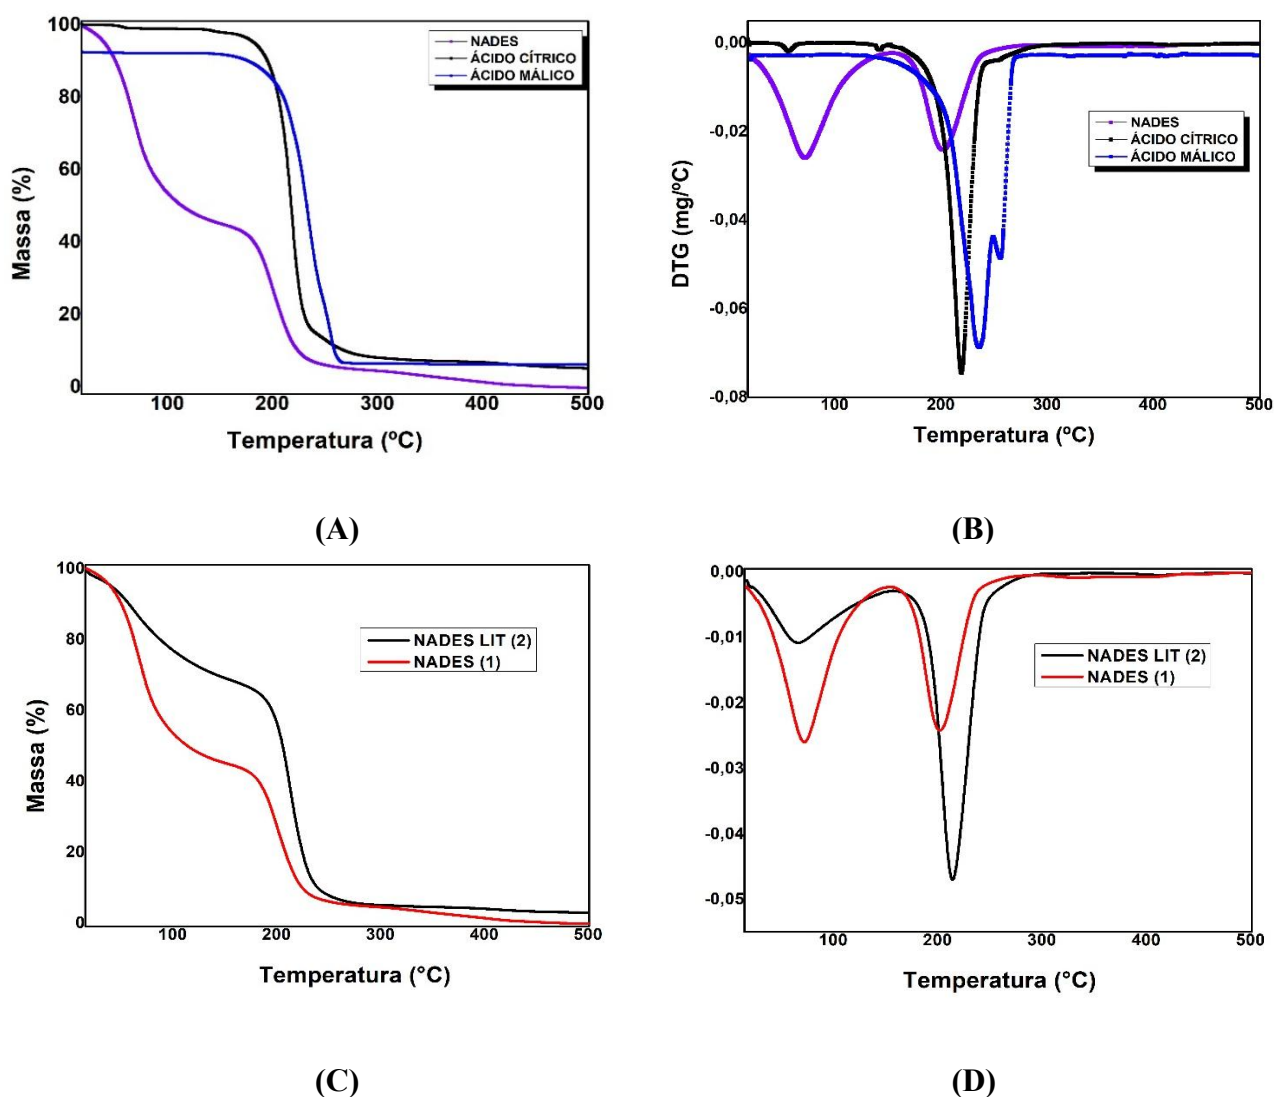 100
80
60
40
20
0
Massa (%)
NADES
ÁCIDO CÍTRICO
ÁCIDO MÁLICO
100
200
300
400
500
Temperatura (ºC)
(A)
0,00
-0,02
-0,04
-0,06
-0,08
DTG (mg/ºC)
NADES
ÁCIDO CÍTRICO
ÁCIDO MÁLICO
100
200
300
400
500
Temperatura (ºC)
(B)
100
80
60
40
20
0
Massa (%)
NADES LIT (2)
NADES (1)
100
200
300
400
500
Temperatura (°C)
(C)
0,00
-0,01
-0,02
-0,03
-0,04
-0,05
NADES LIT (2)
NADES (1)
100
200
300
400
500
Temperatura (°C)
(D)